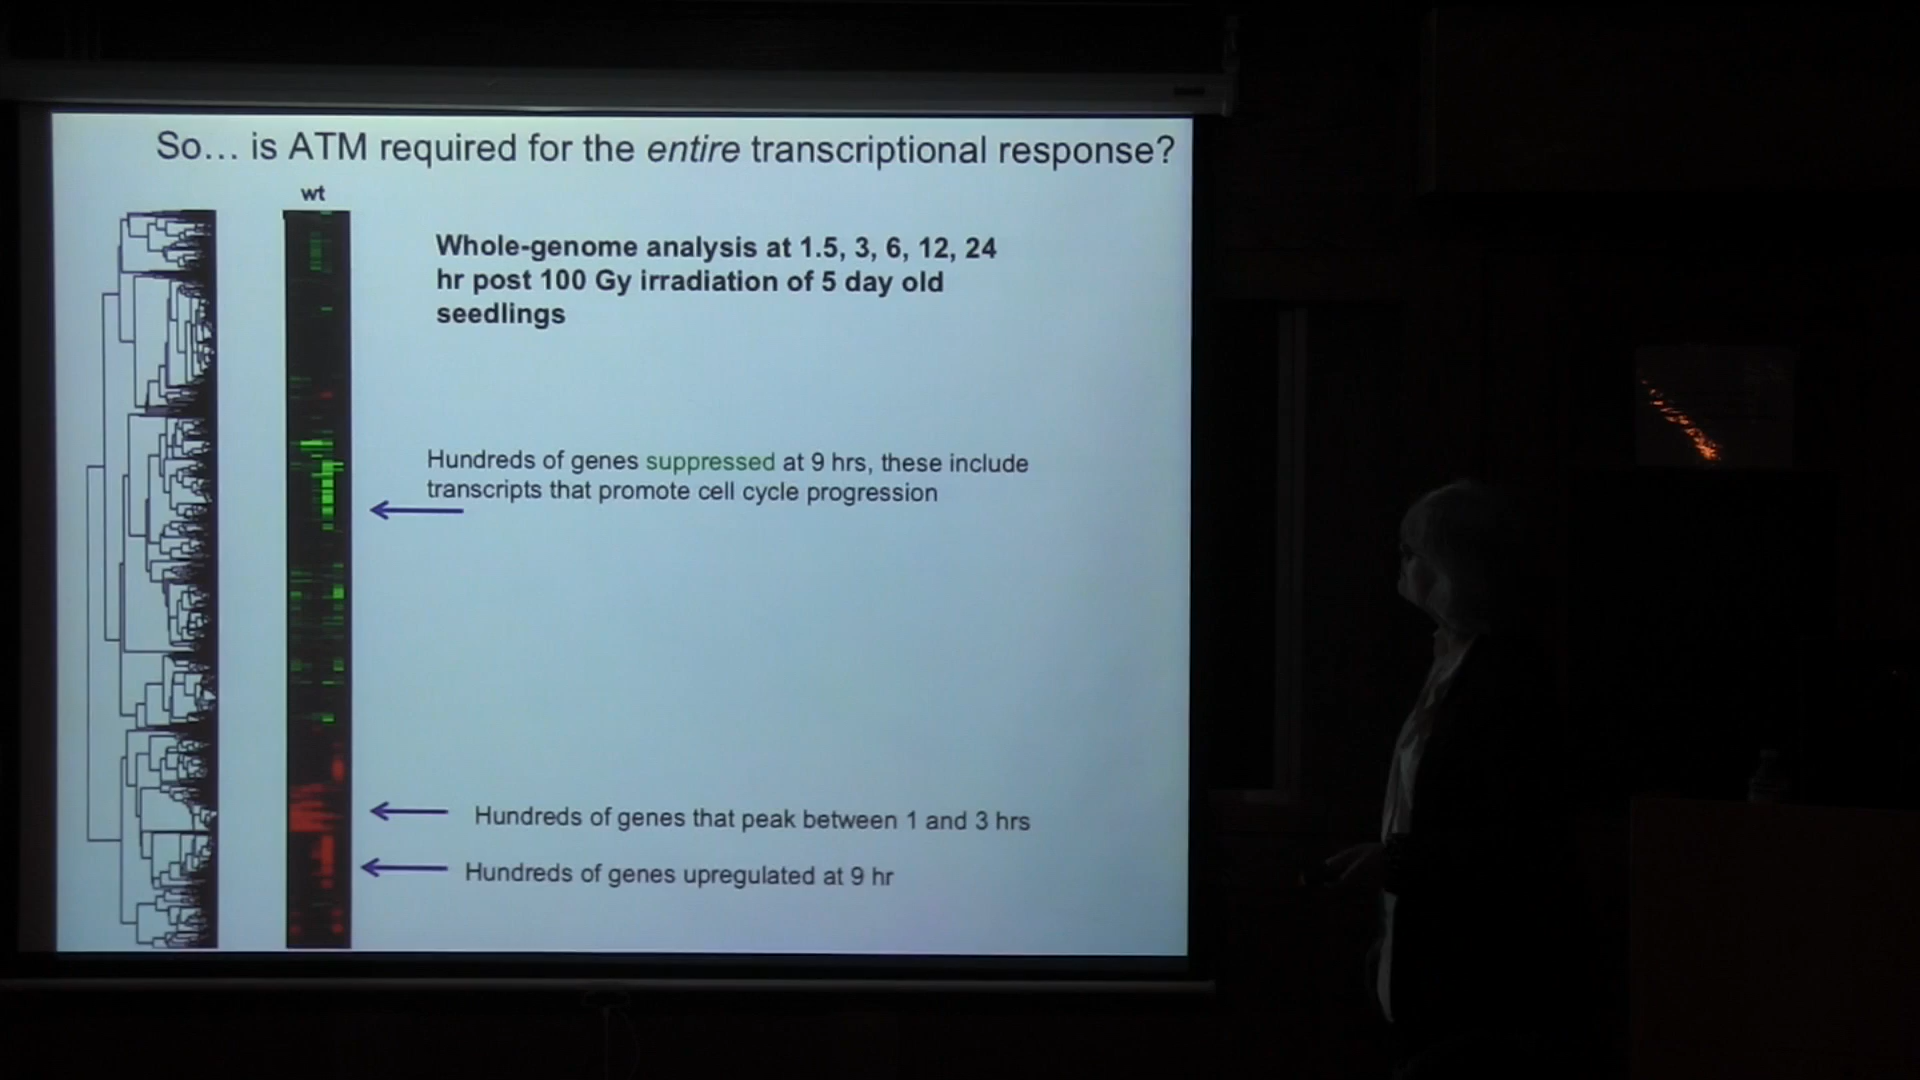 So… is ATM required for the entire transcriptional response?
wt
Whole-genome analysis at 1.5, 3, 6, 12, 24
hr post 100 Gy irradiation of 5 day old
seedlings
Hundreds of genes suppressed at 9 hrs, these include
transcripts that promote cell cycle progression
Hundreds of genes that peak between 1 and 3 hrs
Hundreds of genes upregulated at 9 hr